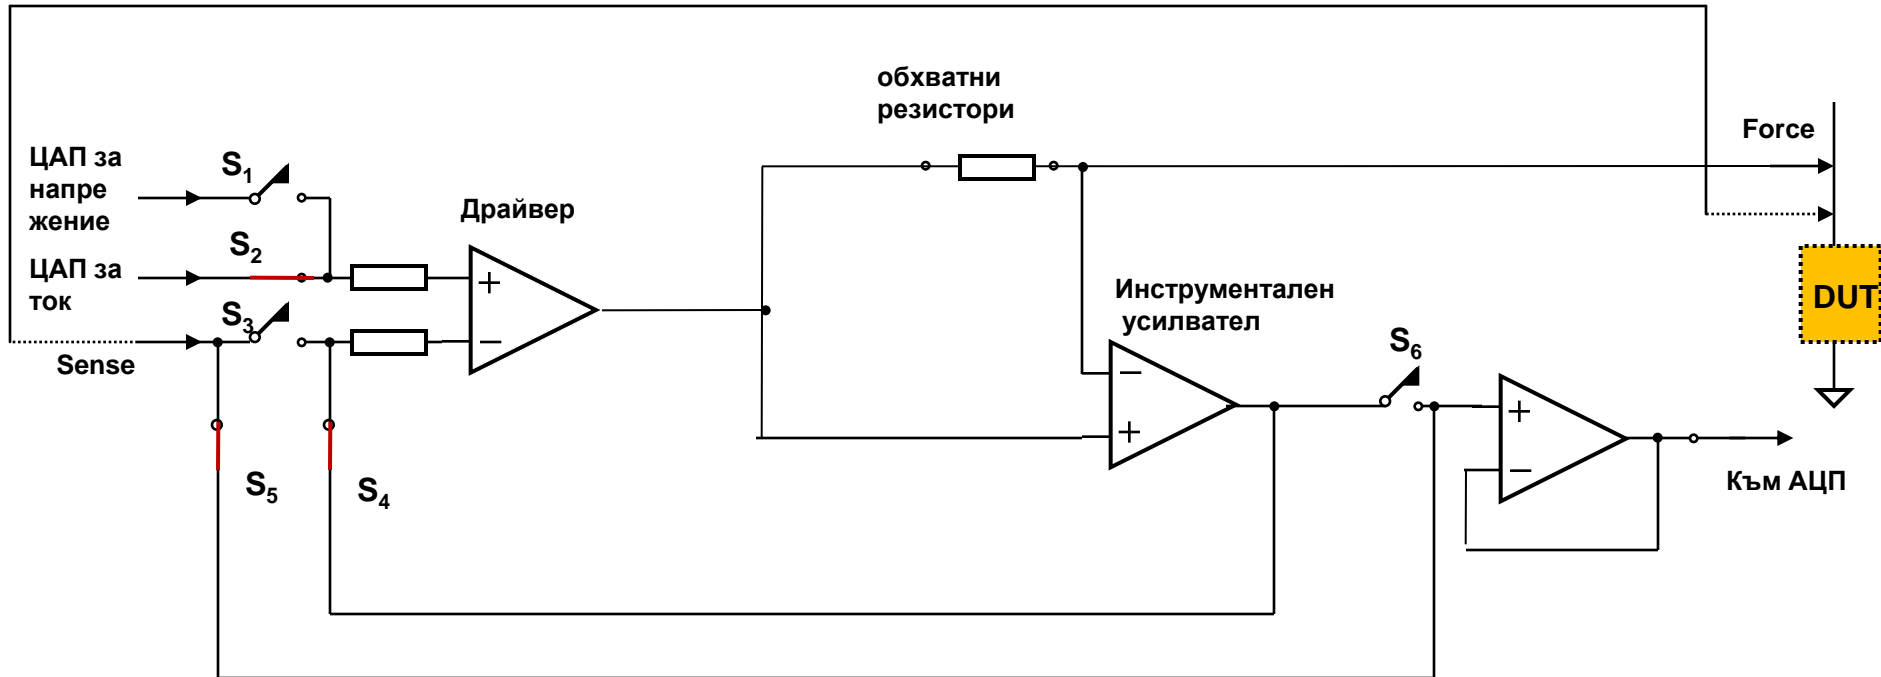 обхватни
резистори
Force
ЦАП за
напре
жение
S1
Драйвер
S2
ЦАП за
ток
S3
Sense
+
−
Инструментален
усилвател
DUT
S6
−
+
+
−
S5
S4
Към АЦП